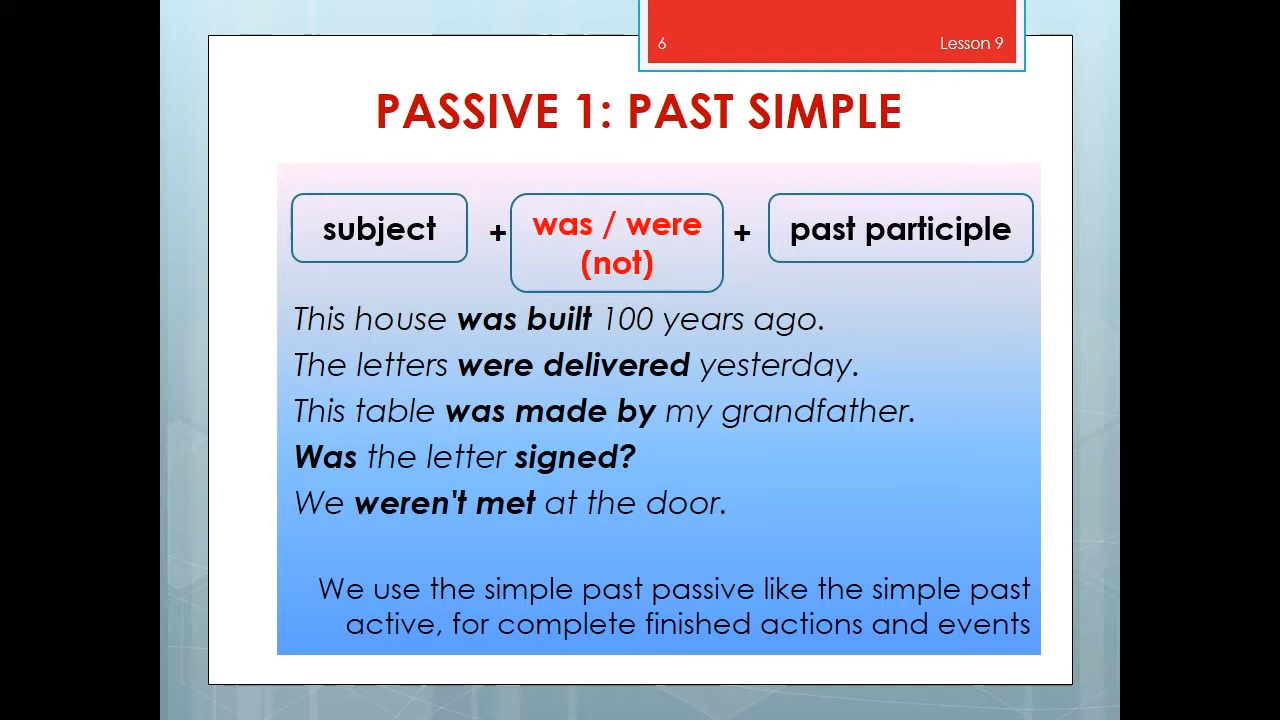 6 Lesson 9
PASSIVE 1: PAST SIMPLE
subject + was / were (not) + past participle
This house was built 100 years ago.
The letters were delivered yesterday.
This table was made by my grandfather.
Was the letter signed?
We weren't met at the door.
We use the simple past passive like the simple past
active, for complete finished actions and events